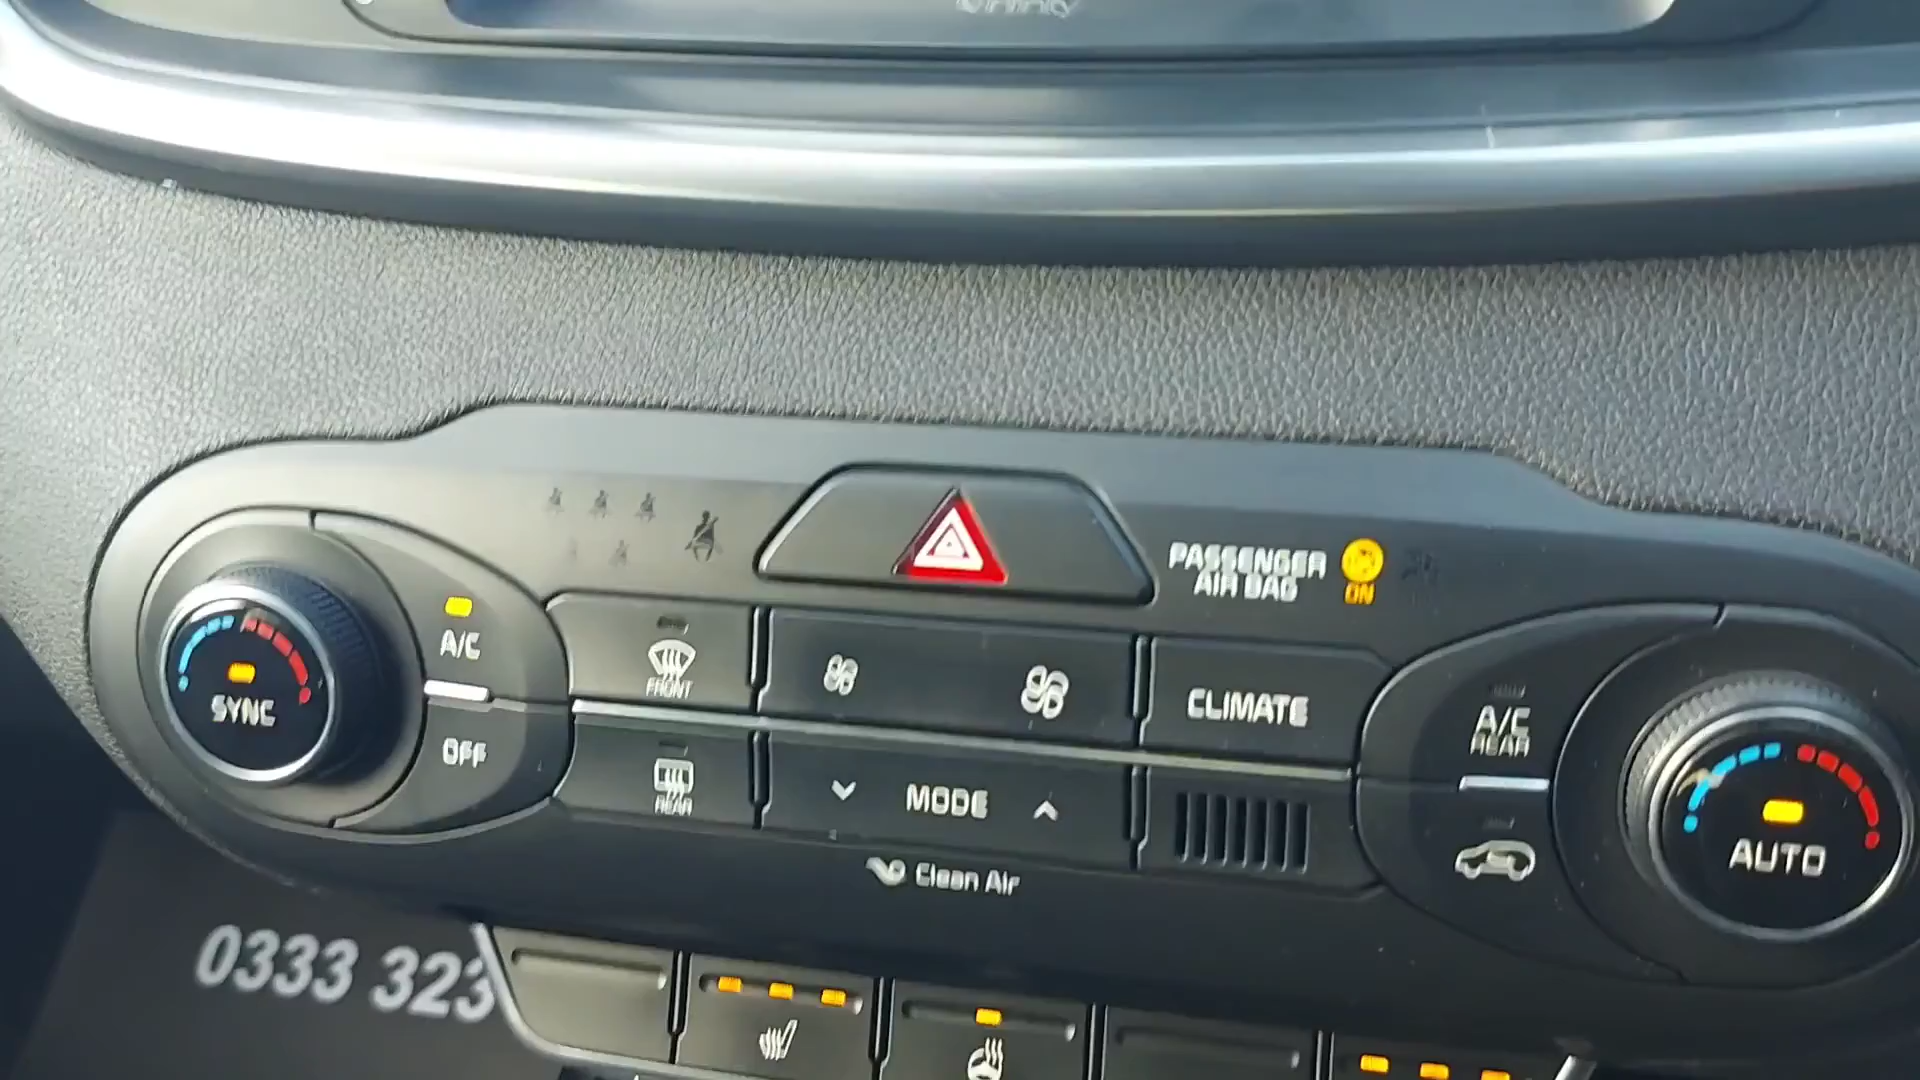 PASSENGER
AIR BAG
ON
A/C
SYNC
OFF
FRONT
CLIMATE
A/C
REAR
REAR
MODE
AUTO
Clean Air
0333 323